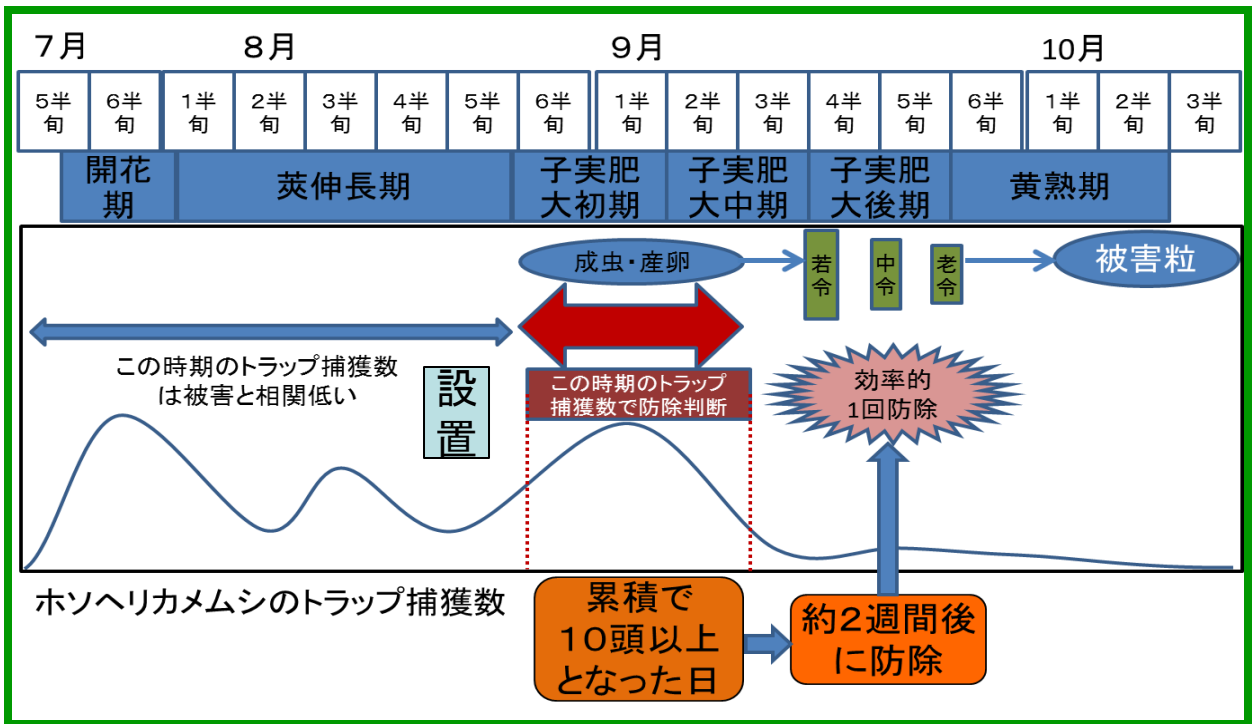 7月
8月
9月
10月
5半
旬
6半
旬
1半
旬
2半
旬
3半
旬
4半
旬
5半
旬
6半
旬
1半
旬
2半
旬
3半
旬
4半
旬
5半
旬
6半
旬
1半
旬
2半
旬
3半
旬
開花
期
莢伸長期
子実肥
大初期
子実肥
大中期
子実肥
大後期
黄熟期
成虫・産卵
若
令
中
令
老
令
被害粒
この時期のトラップ捕獲数
は被害と相関低い
設
置
この時期のトラップ
捕獲数で防除判断
効率的
1回防除
ホソヘリカメムシのトラップ捕獲数
累積で
10頭以上
となった日
約2週間後
に防除